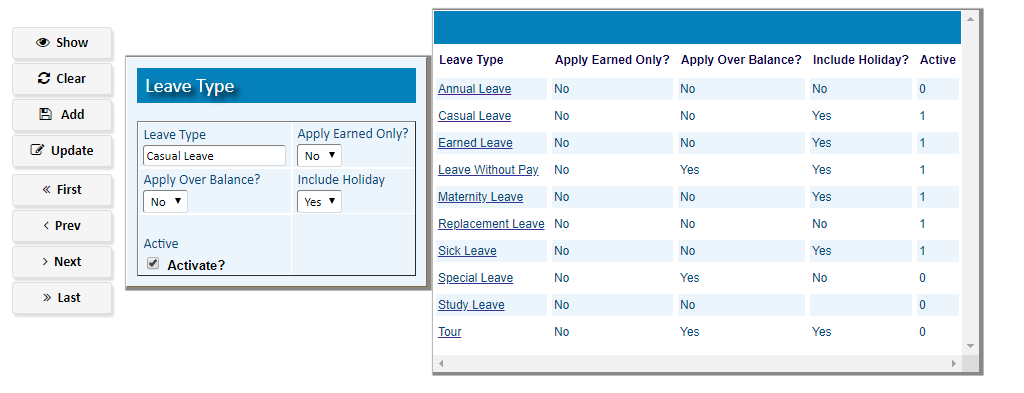 Show
Clear
Add
Update
First
Prev
Next
Last
Leave Type
Leave Type Apply Earned Only?
Casual Leave No
Apply Over Balance? Include Holiday
No Yes
Active
Activate?
Leave Type Apply Earned Only? Apply Over Balance? Include Holiday? Active
Annual Leave No No No 0
Casual Leave No No Yes 1
Earned Leave No No Yes 1
Leave Without Pay No Yes Yes 1
Maternity Leave No No Yes 1
Replacement Leave No No No 1
Sick Leave No No Yes 1
Special Leave No Yes No 0
Study Leave No No 0
Tour No Yes Yes 0